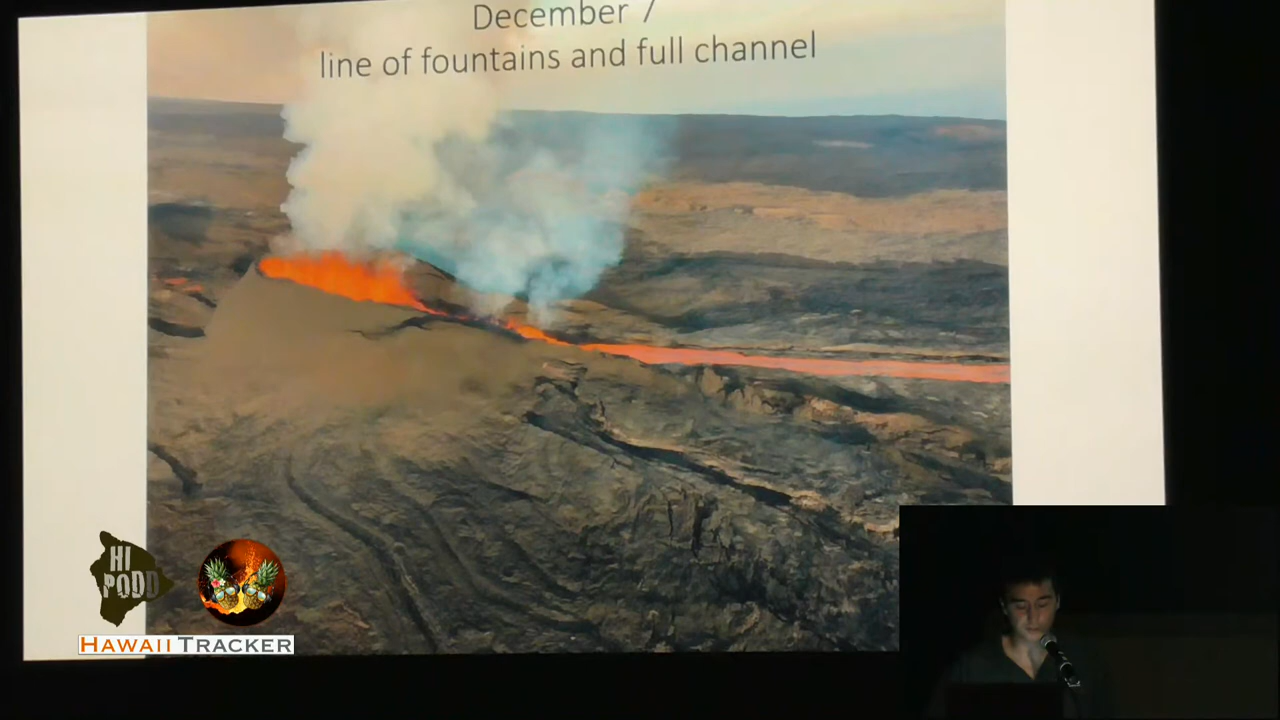 December 7
line of fountains and full channel
HI
PODD
HAWAII TRACKER